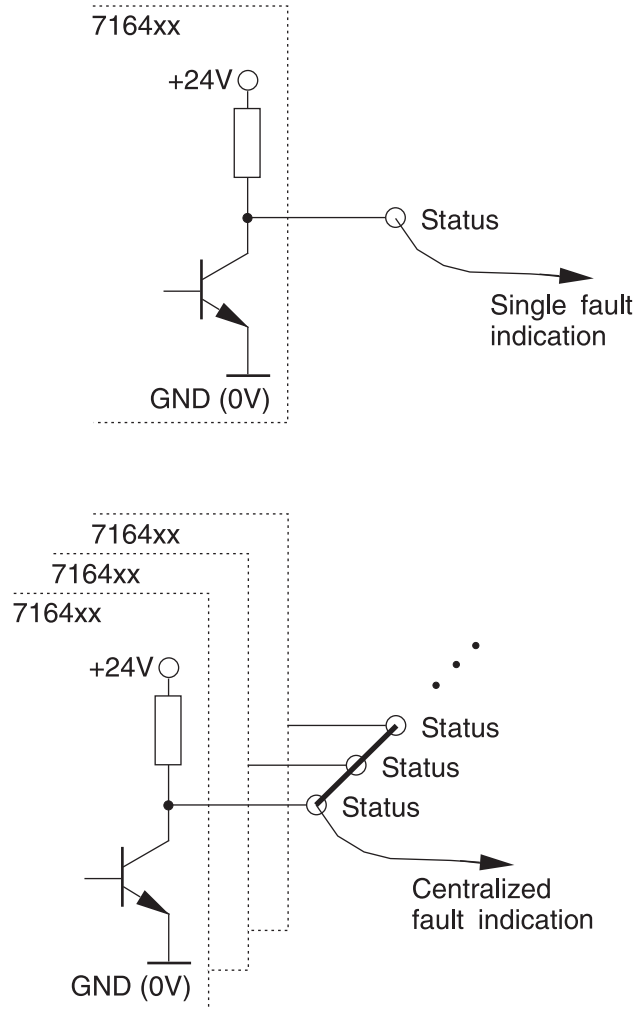 7164xx
+24V
Status
Single fault
indication
GND (0V)
7164xx
7164xx
7164xx
+24V
Status
Status
Status
Centralized
fault indication
GND (0V)